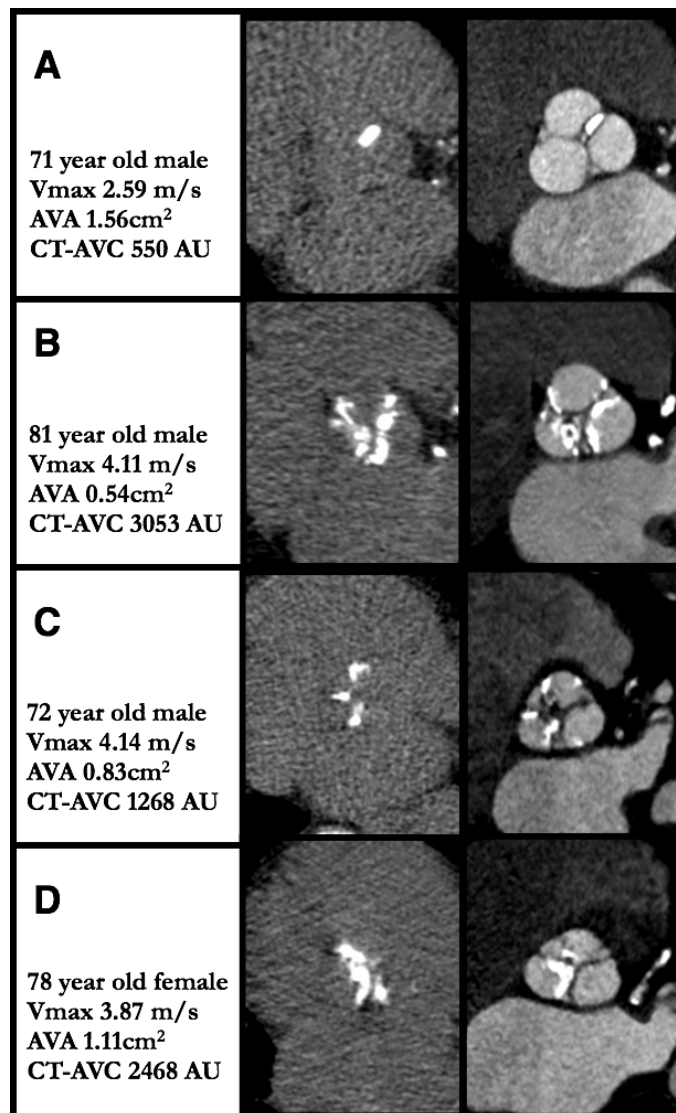 A
71 year old male
Vmax 2.59 m/s
AVA 1.56cm²
CT-AVC 550 AU
B
81 year old male
Vmax 4.11 m/s
AVA 0.54cm²
CT-AVC 3053 AU
C
72 year old male
Vmax 4.14 m/s
AVA 0.83cm²
CT-AVC 1268 AU
D
78 year old female
Vmax 3.87 m/s
AVA 1.11cm²
CT-AVC 2468 AU